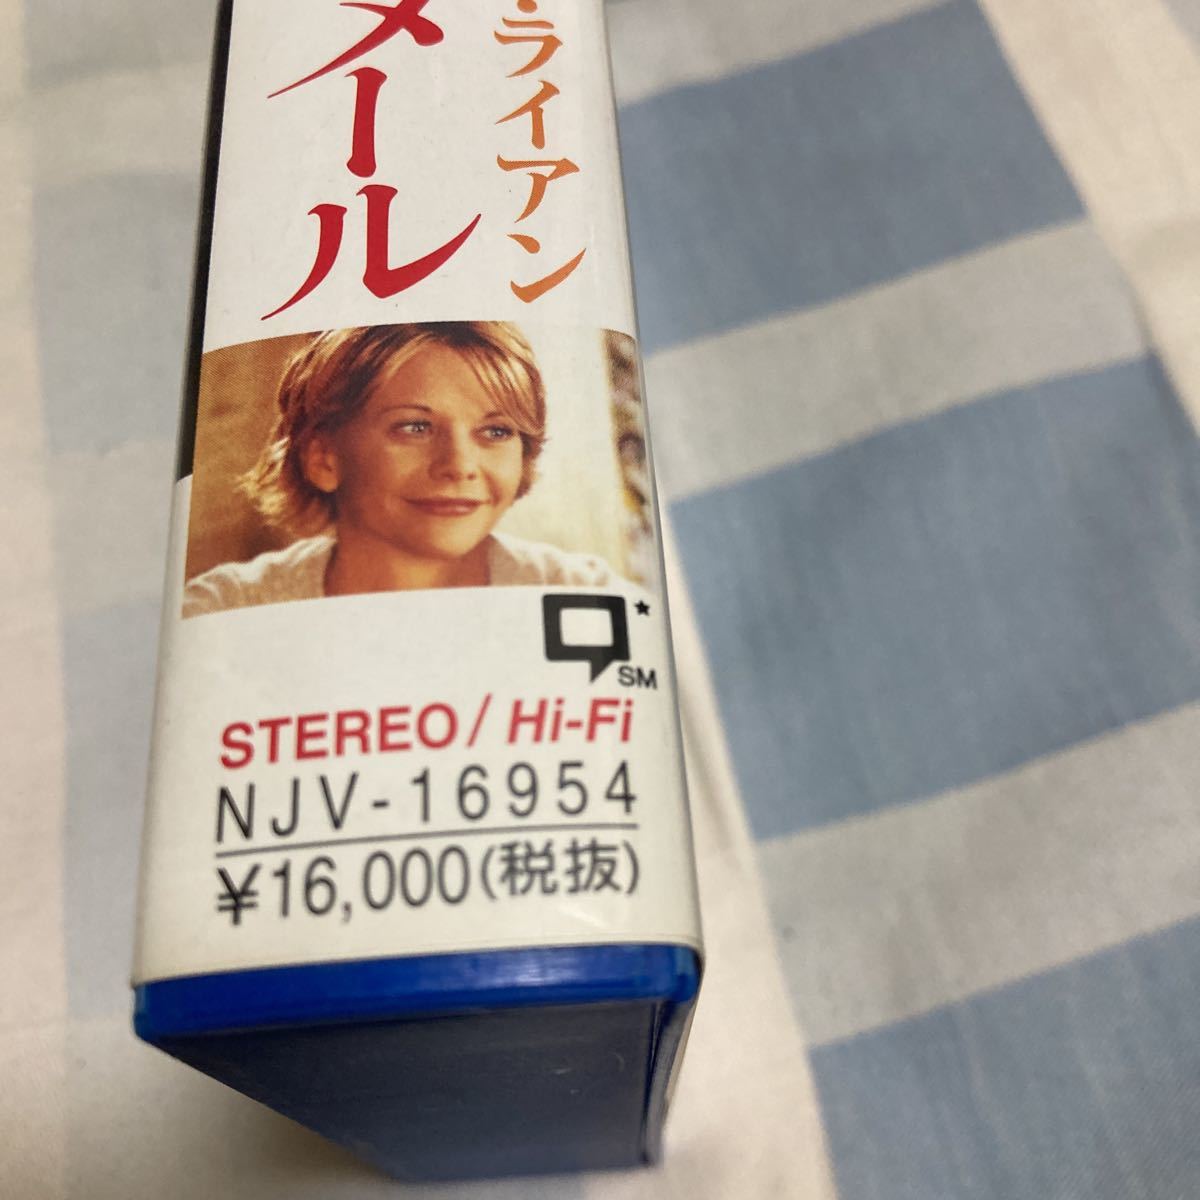 ・ライアン
メール
SM
STEREO/Hi-Fi
NJV-16954
¥16,000(税抜)